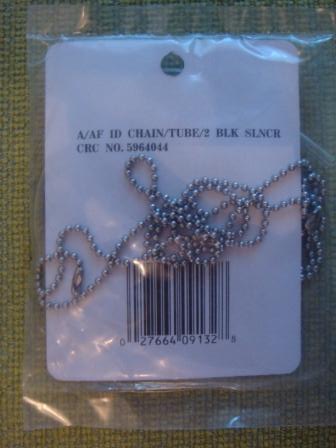 A/AF ID CHAIN/TUBE/2 BLK SLNCR
CRC NO. 5964044
0 27664 09132 8